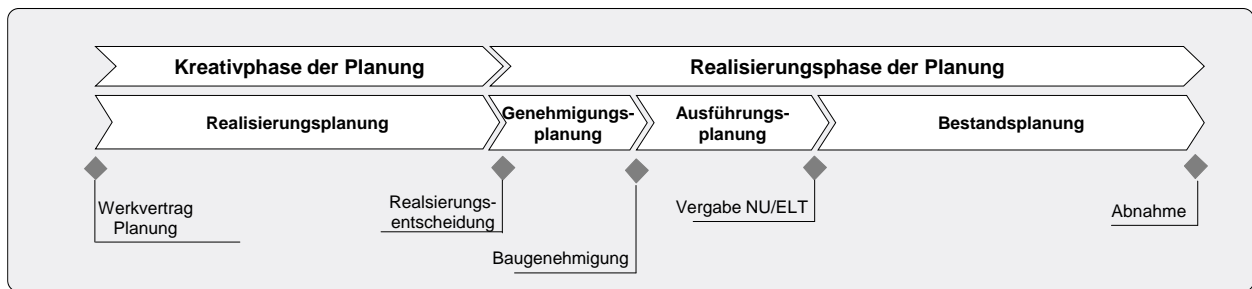 Kreativphase der Planung
Realisierungsphase der Planung
Realisierungsplanung
Genehmigungs-
planung
Ausführungs-
planung
Bestandsplanung
Werkvertrag
Planung
Realsierungs-
entscheidung
Baugenehmigung
Vergabe NU/ELT
Abnahme